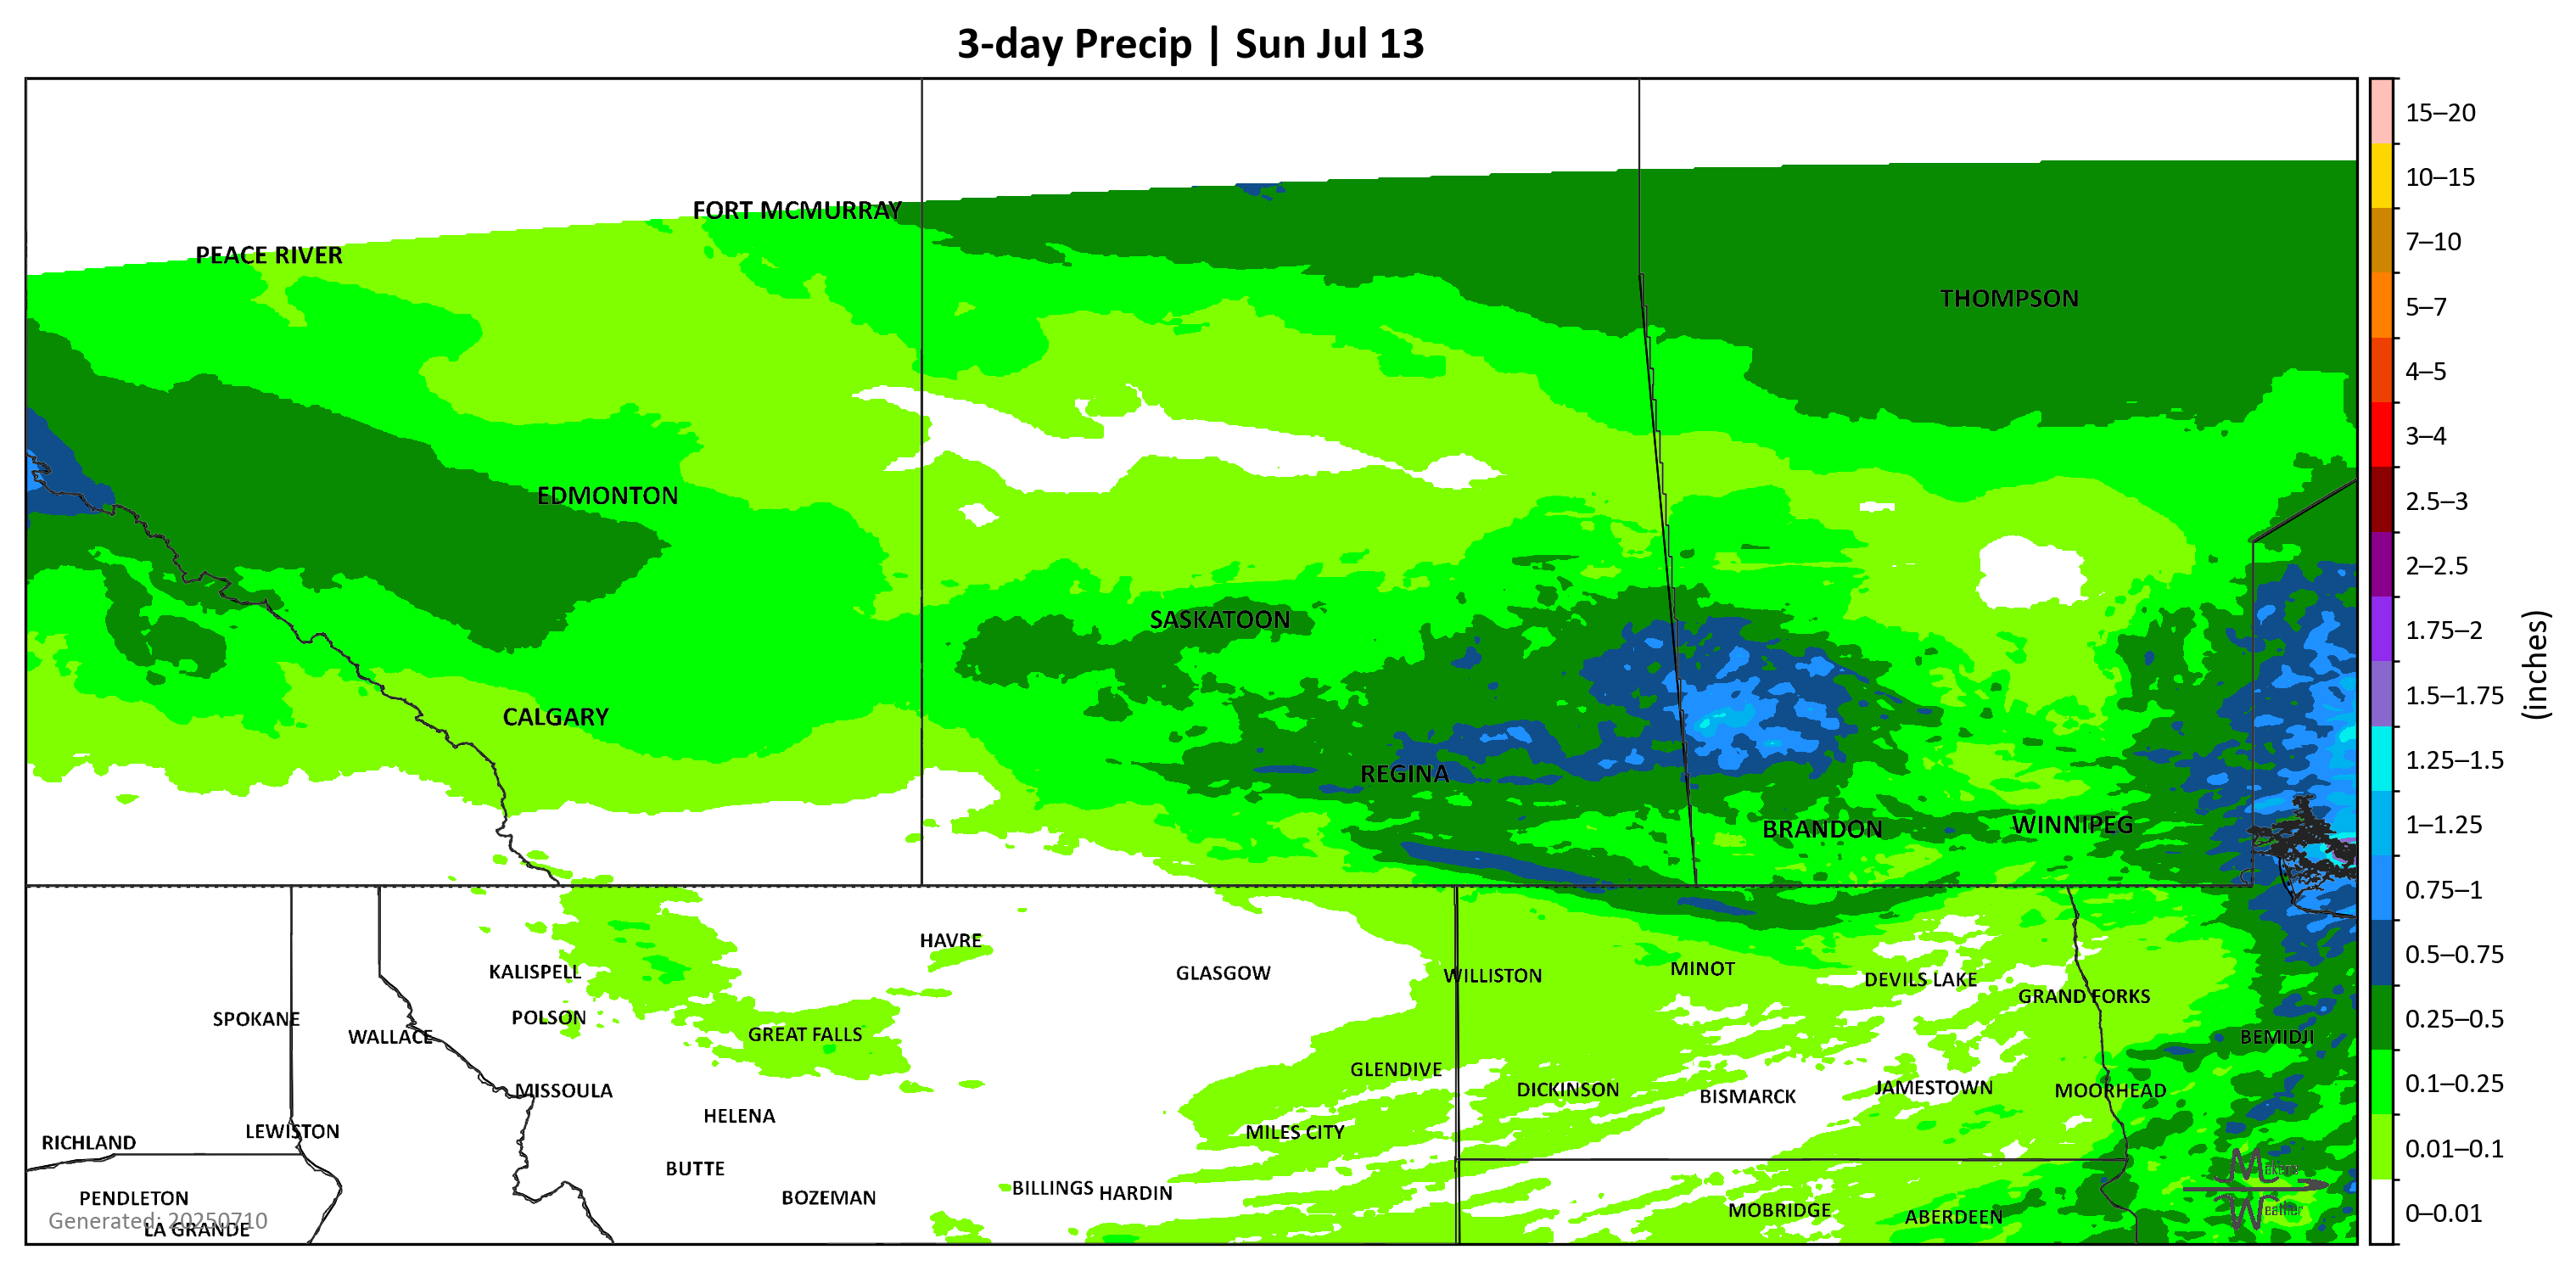 3-day Precip | Sun Jul 13
FORT MCMURRAY
PEACE RIVER
THOMPSON
EDMONTON
SASKATOON
CALGARY
REGINA
BRANDON
WINNIPEG
HAVRE
KALISPELL
GLASGOW
WILLISTON
MINOT
DEVILS LAKE
GRAND FORKS
SPOKANE
POLSON
WALLACE
GREAT FALLS
BEMIDJI
GLENDIVE
MISSOULA
DICKINSON
BISMARCK
JAMESTOWN
MOORHEAD
HELENA
RICHLAND
LEWISTON
MILES CITY
BUTTE
PENDLETON
BOZEMAN
BILLINGS
HARDIN
MOBRIDGE
ABERDEEN
Generated: 20250710
LA GRANDE
Weather
15–20
10–15
7–10
5–7
4–5
3–4
2.5–3
2–2.5
1.75–2
1.5–1.75
1.25–1.5
1–1.25
0.75–1
0.5–0.75
0.25–0.5
0.1–0.25
0.01–0.1
0–0.01
(inches)